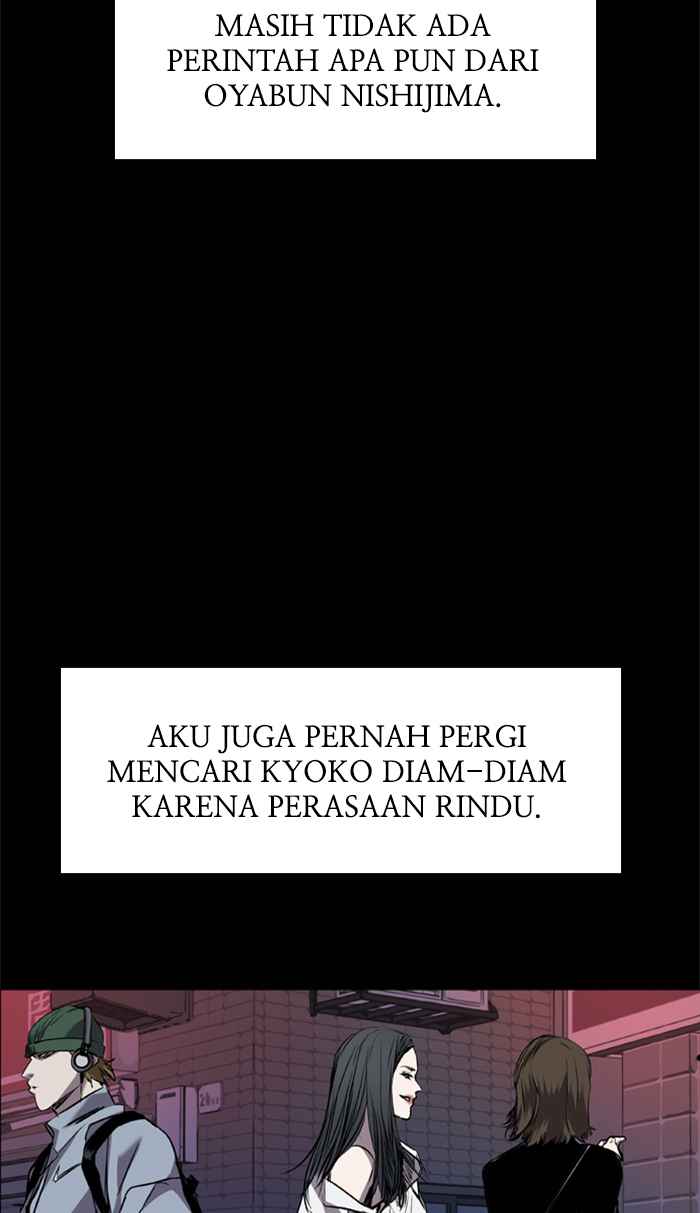 MASIH TIDAK ADA
PERINTAH APA PUN DARI
OYABUN NISHIJIMA.
AKU JUGA PERNAH PERGI
MENCARI KYOKO DIAM-DIAM
KARENA PERASAAN RINDU.